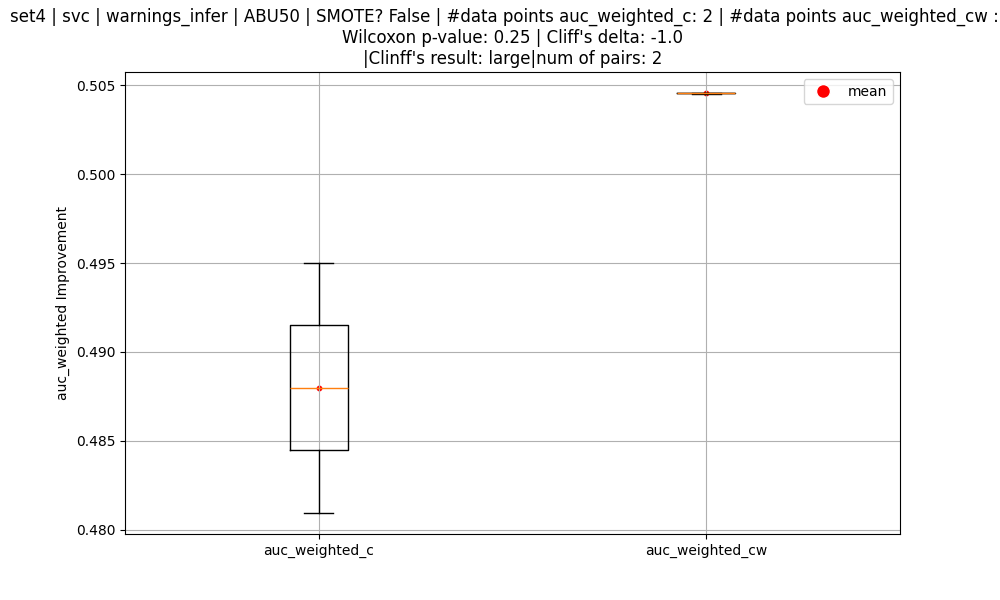 set4 | svc | warnings_infer | ABU50 | SMOTE? False | #data points auc_weighted_c: 2 | #data points auc_weighted_cw :
Wilcoxon p-value: 0.25 | Cliff's delta: -1.0
|Clinff's result: large|num of pairs: 2
mean
auc_weighted Improvement
0.505
0.500
0.495
0.490
0.485
0.480
auc_weighted_c
auc_weighted_cw